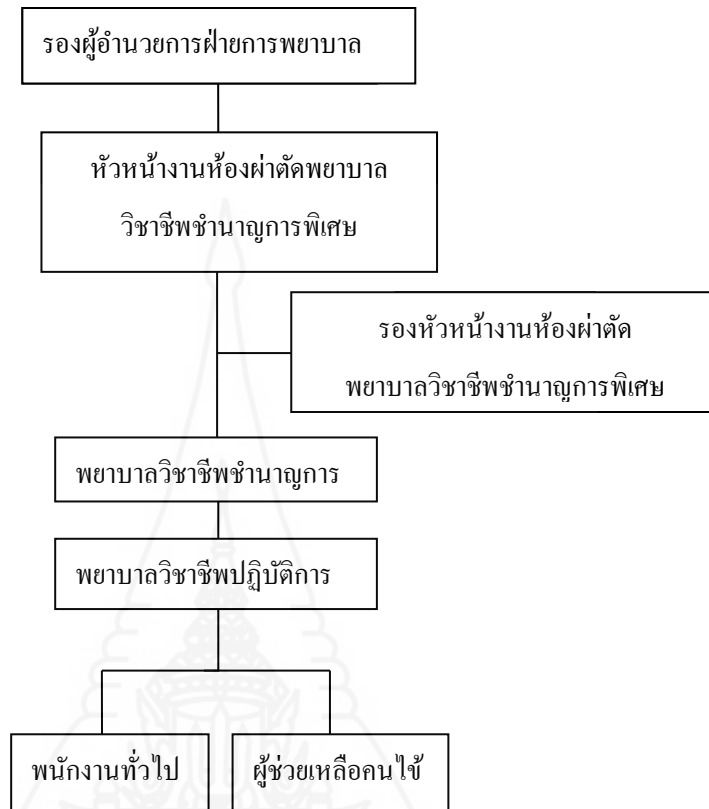 รองผู้อำนวยการฝ่ายการพยาบาล
หัวหน้างานห้องผ่าตัดพยาบาล
วิชาชีพชำนาญการพิเศษ
รองหัวหน้างานห้องผ่าตัด
พยาบาลวิชาชีพชำนาญการพิเศษ
พยาบาลวิชาชีพชำนาญการ
พยาบาลวิชาชีพปฏิบัติการ
พนักงานทั่วไป
ผู้ช่วยเหลือคนไข้